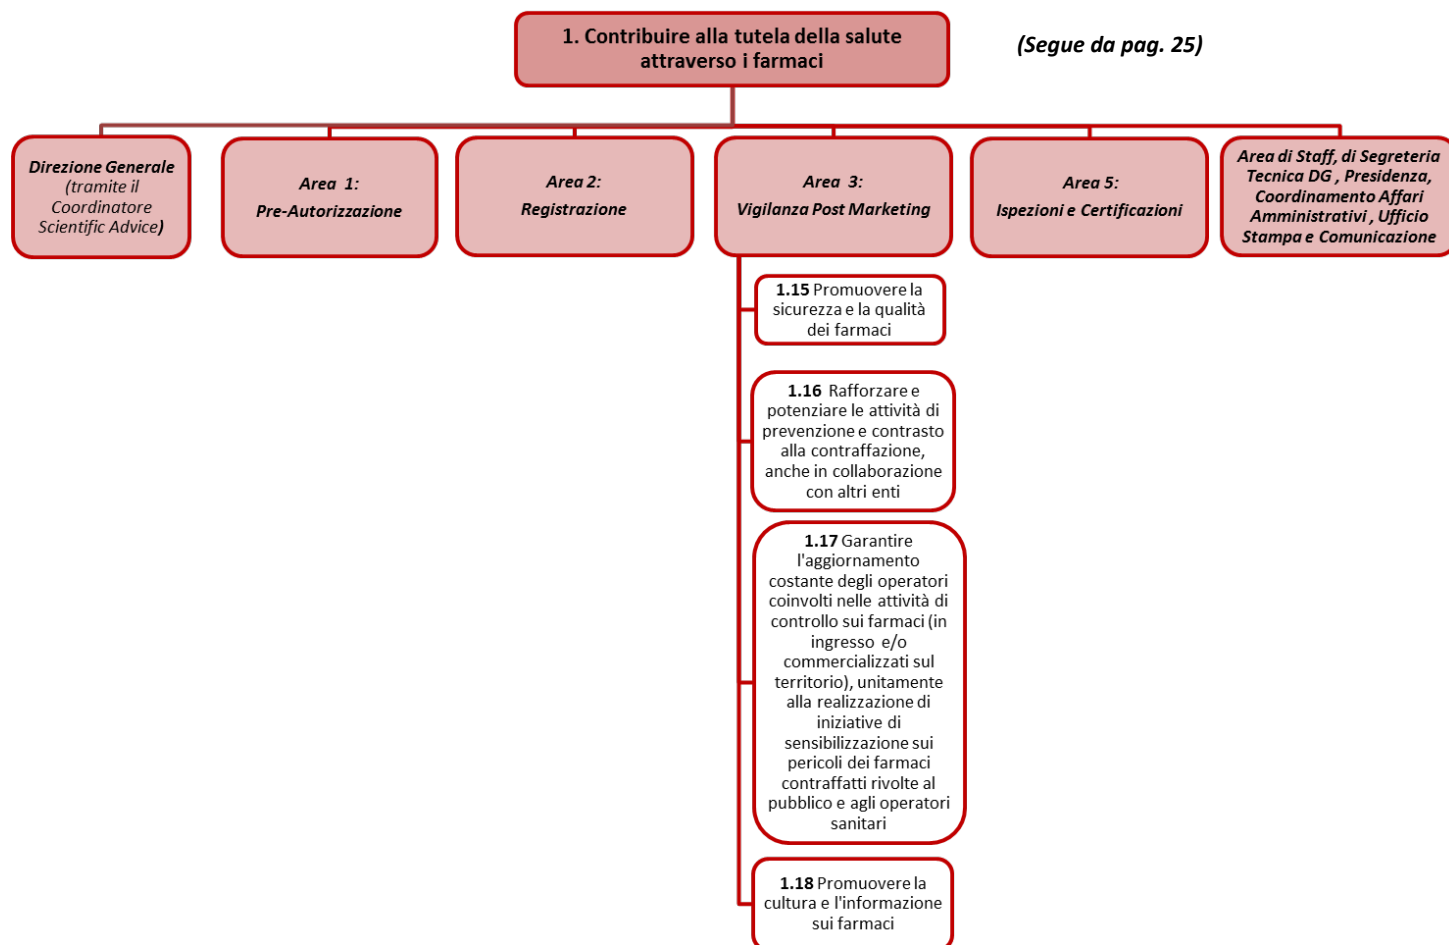 1. Contribuire alla tutela della salute
attraverso i farmaci
(Segue da pag. 25)
Direzione Generale
(tramite il
Coordinatore
Scientific Advice)
Area 1:
Pre-Autorizzazione
Area 2:
Registrazione
Area 3:
Vigilanza Post Marketing
Area 5:
Ispezioni e Certificazioni
Area di Staff, di Segreteria
Tecnica DG , Presidenza,
Coordinamento Affari
Amministrativi , Ufficio
Stampa e Comunicazione
1.15 Promuovere la
sicurezza e la qualità
dei farmaci
1.16 Rafforzare e
potenziare le attività di
prevenzione e contrasto
alla contraffazione,
anche in collaborazione
con altri enti
1.17 Garantire
l'aggiornamento
costante degli operatori
coinvolti nelle attività di
controllo sui farmaci (in
ingresso e/o
commercializzati sul
territorio), unitamente
alla realizzazione di
iniziative di
sensibilizzazione sui
pericoli dei farmaci
contraffatti rivolte al
pubblico e agli operatori
sanitari
1.18 Promuovere la
cultura e l'informazione
sui farmaci